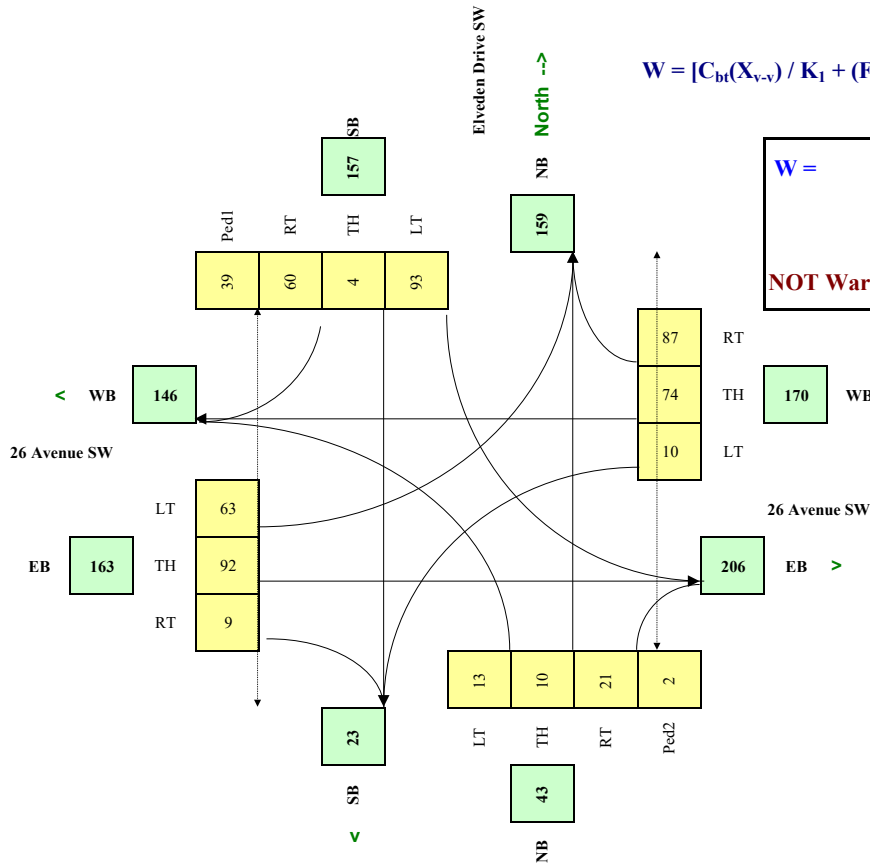 Elveden Drive SW
North -->
W = [C_bt(X_v-v) / K_1 + (F
W =
NOT War
SB
157
NB
159
Ped1
RT
TH
LT
39
60
4
93
87
RT
74
TH
10
LT
170
WB
< WB 146
26 Avenue SW
LT 63
EB 163 TH 92
RT 9
26 Avenue SW
206 EB >
13
10
21
2
LT
TH
RT
Ped2
23
SB
v
43
NB